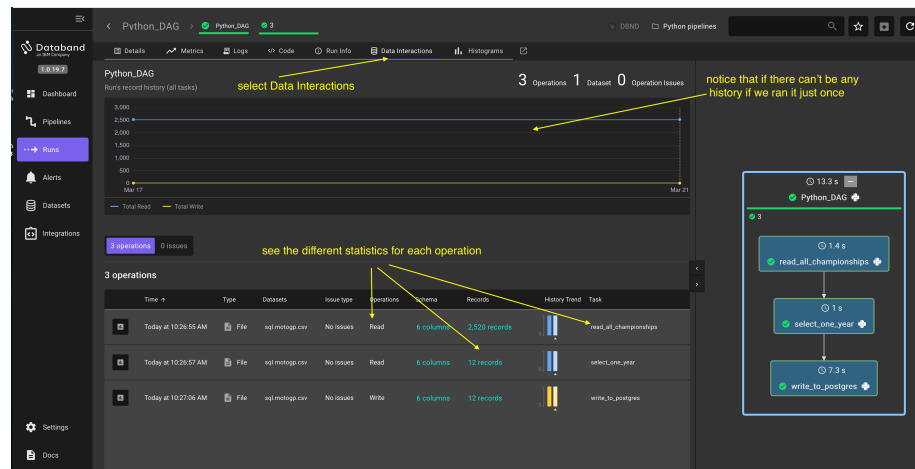 Python_DAG
Python_DAG
3
DBND
Python pipelines
Databand
an IBM Company
1.0.19.7
Dashboard
Pipelines
Runs
Alerts
Datasets
Integrations
Settings
Docs
Details
Metrics
Logs
Code
Run Info
Data Interactions
Histograms
Python_DAG
Run's record history (all tasks)
select Data Interactions
3 Operations 1 Dataset 0 Operation Issues
notice that if there can't be any
history if we ran it just once
3,000
2,500
2,000
1,500
1,000
500
0
Mar 17
Mar 21
Total Read
Total Write
3 operations
0 issues
see the different statistics for each operation
3 operations
Time ↑ Type Datasets Issue type Operations Schema Records History Trend Task
Today at 10:26:55 AM File sql.motogp.csv No issues Read 6 columns 2,520 records read_all_championships
Today at 10:26:57 AM File sql.motogp.csv No issues Read 6 columns 12 records select_one_year
Today at 10:27:06 AM File sql.motogp.csv No issues Write 6 columns 12 records write_to_postgres
13.3 s
Python_DAG
3
1.4 s
read_all_championships
1 s
select_one_year
7.3 s
write_to_postgres